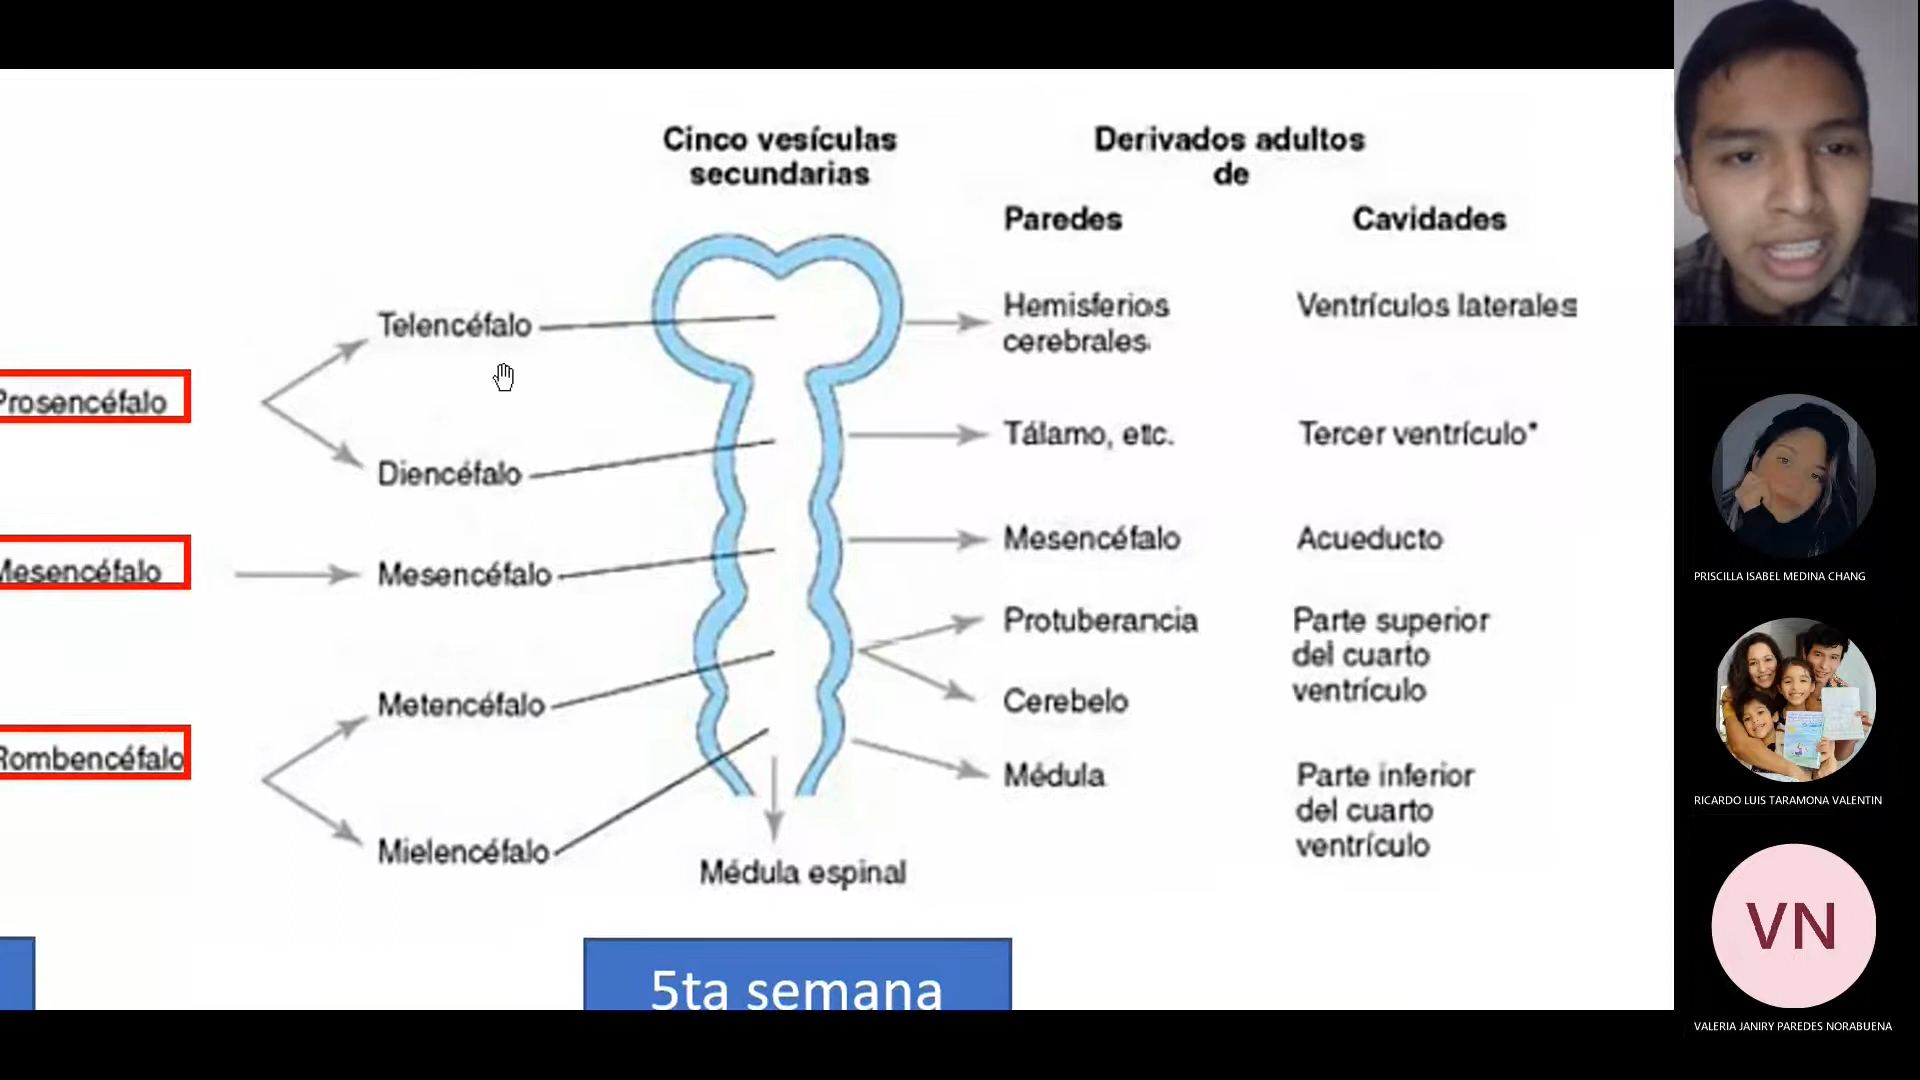 Cinco vesículas
secundarias
Derivados adultos
de
Paredes
Cavidades
Telencéfalo
Hemisferios
cerebrales
Ventrículos laterales
Prosencéfalo
Diencéfalo
Tálamo, etc.
Tercer ventrículo*
Mesencéfalo
Mesencéfalo
Mesencéfalo
Acueducto
Rombencéfalo
Metencéfalo
Protuberancia
Cerebelo
Parte superior
del cuarto
ventrículo
Mielencéfalo
Médula
Parte inferior
del cuarto
ventrículo
Médula espinal
5ta semana
PRISCILLA ISABEL MEDINA CHANG
RICARDO LUIS TARAMONA VALENTIN
VN
VALERIA JANIRY PAREDES NORABUENA